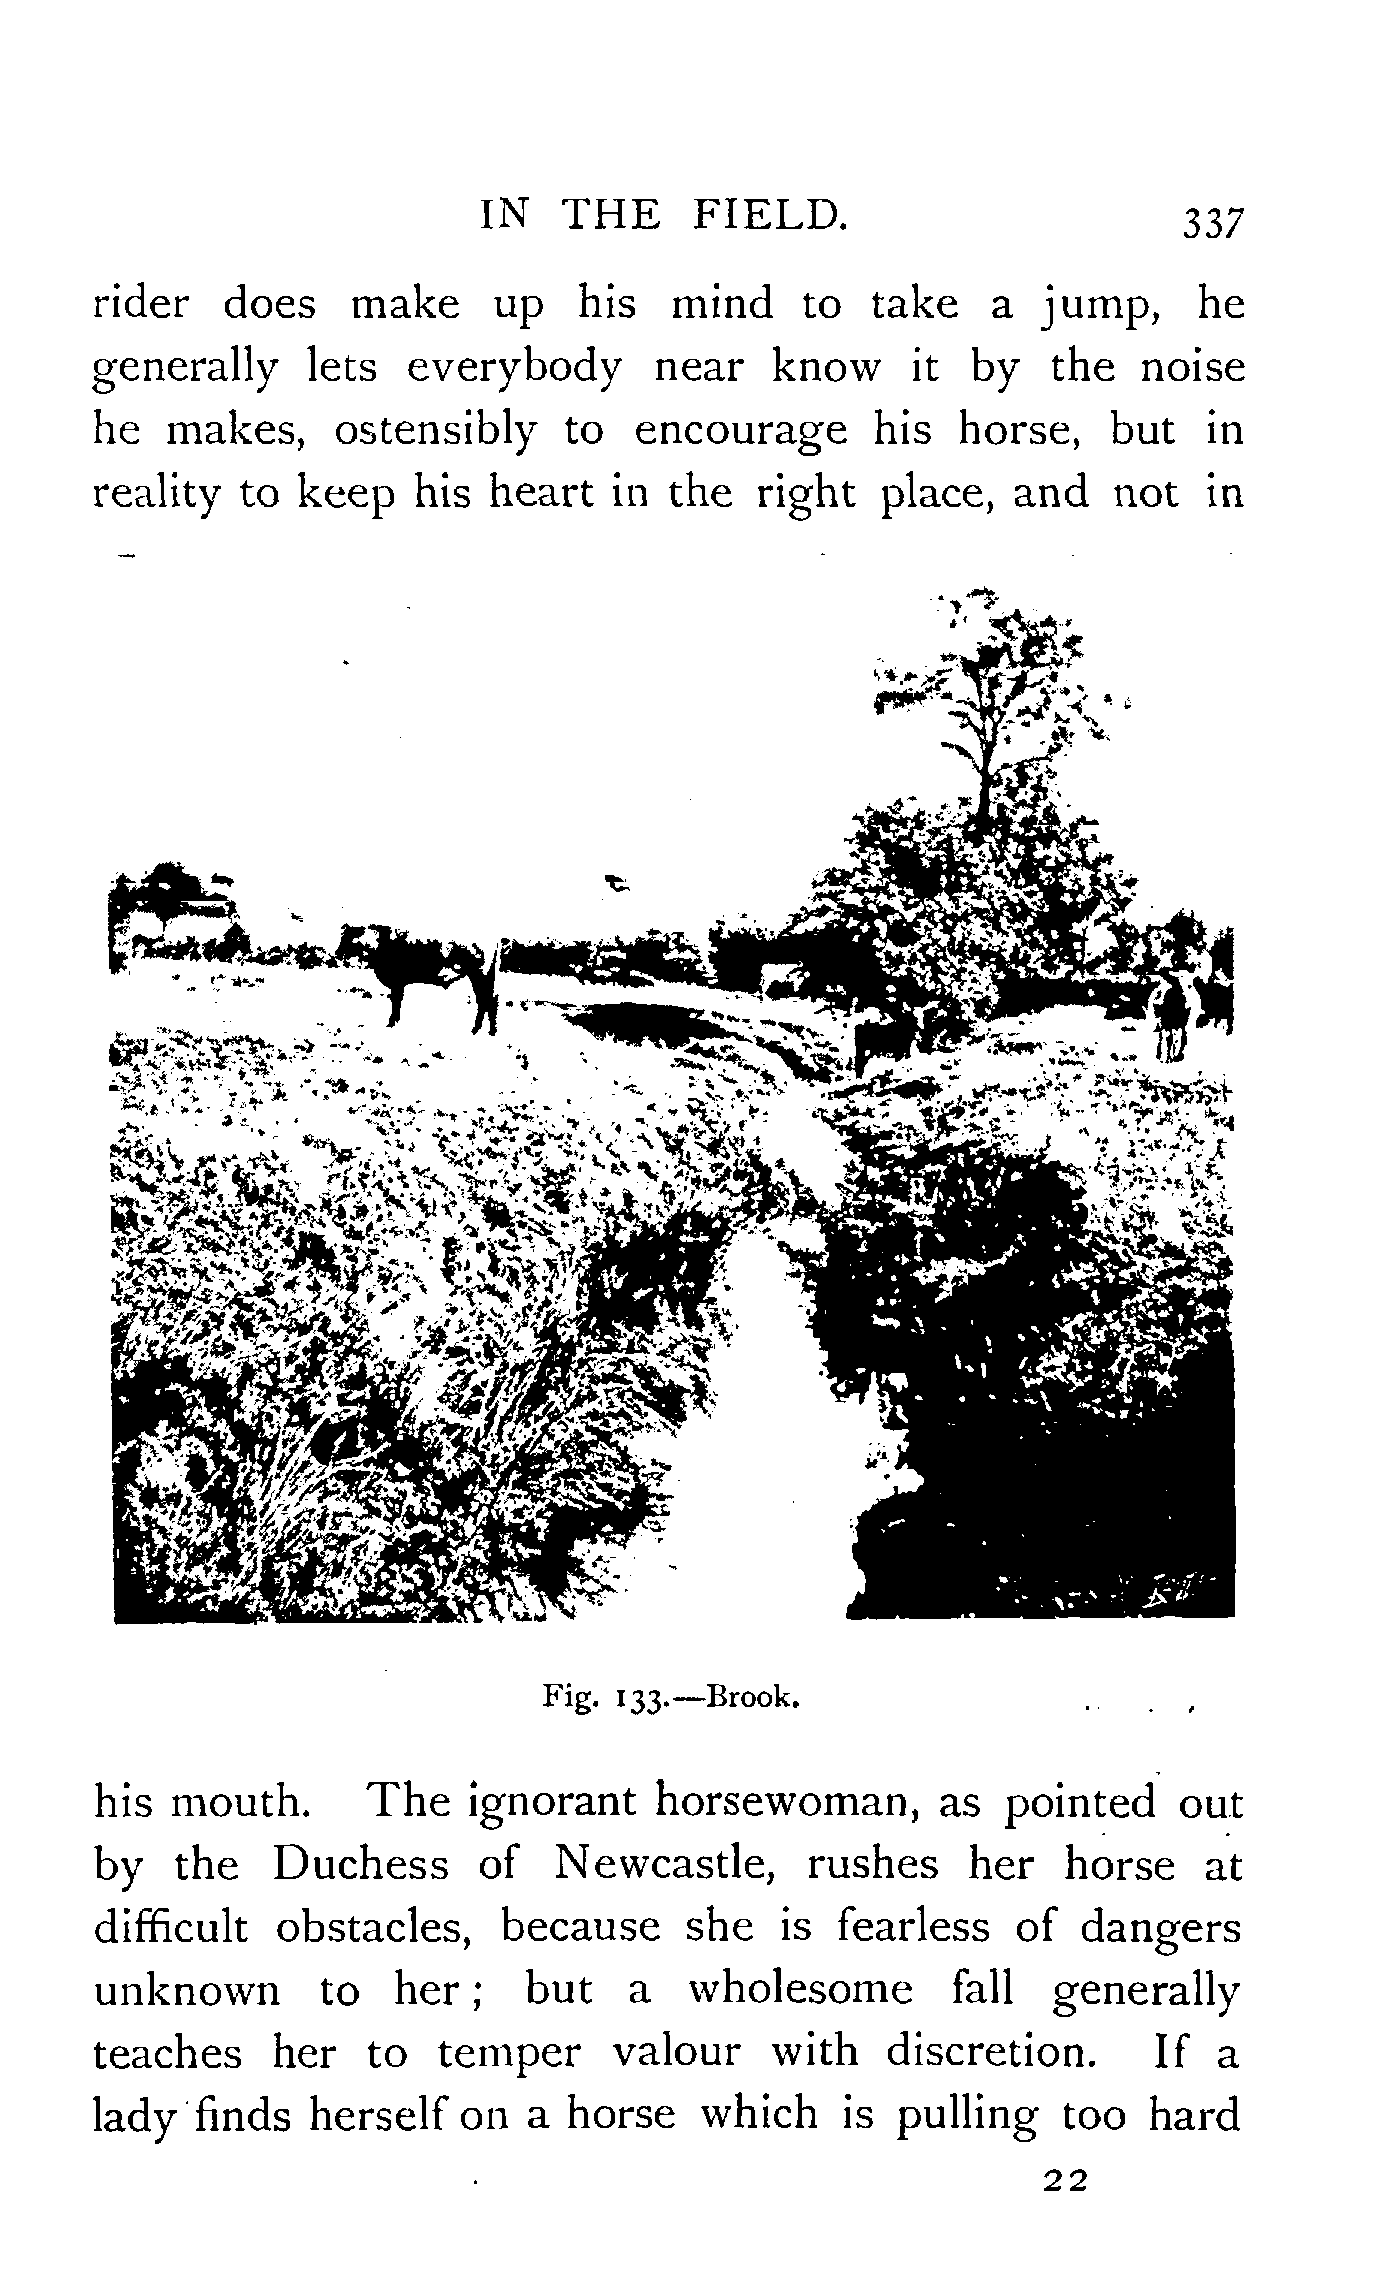 IN THE FIELD. 337
rider does make up his mind to take a jump, he
generally lets everybody near know it by the noise
he makes, ostensibly to encourage his horse, but in
reality to keep his heart in the right place, and not in
Fig. 133.—Brook.
his mouth. The ignorant horsewoman, as pointed out
by the Duchess of Newcastle, rushes her horse at
difficult obstacles, because she is fearless of dangers
unknown to her ; but a wholesome fall generally
teaches her to temper valour with discretion. If a
lady finds herself on a horse which is pulling too hard
22